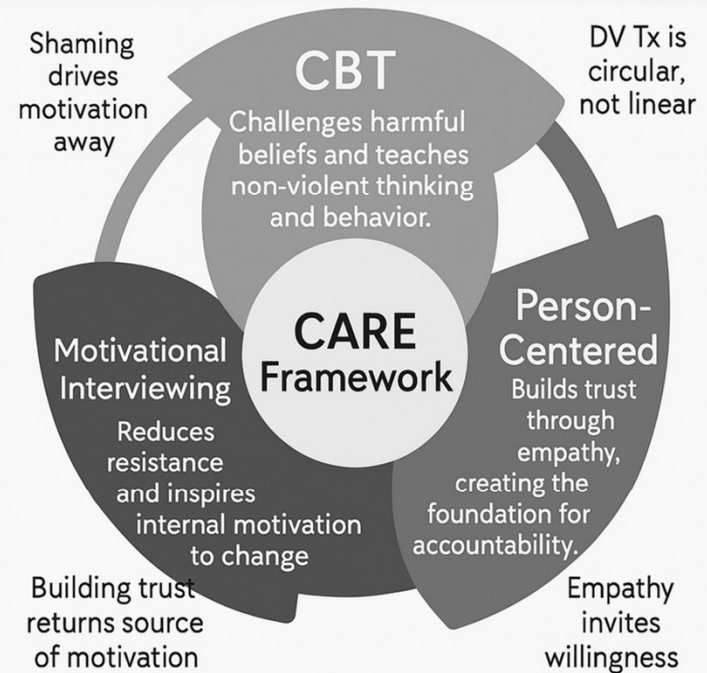 Shaming
drives
motivation
away
DV Tx is
circular,
not linear
CBT
Challenges harmful
beliefs and teaches
non-violent thinking
and behavior.
CARE
Framework
Person-
Centered
Builds trust
through
empathy,
creating the
foundation for
accountability.
Motivational
Interviewing
Reduces
resistance
and inspires
internal motivation
to change
Building trust
returns source
of motivation
Empathy
invites
willingness